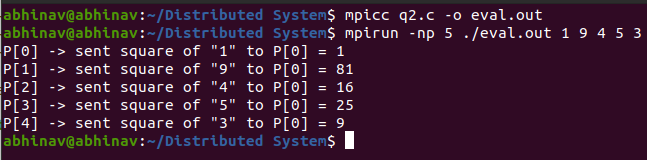 abhinav@abhinav:~/Distributed System$ mpicc q2.c -o eval.out
abhinav@abhinav:~/Distributed System$ mpirun -np 5 ./eval.out 1 9 4 5 3
P[0] -> sent square of "1" to P[0] = 1
P[1] -> sent square of "9" to P[0] = 81
P[2] -> sent square of "4" to P[0] = 16
P[3] -> sent square of "5" to P[0] = 25
P[4] -> sent square of "3" to P[0] = 9
abhinav@abhinav:~/Distributed System$